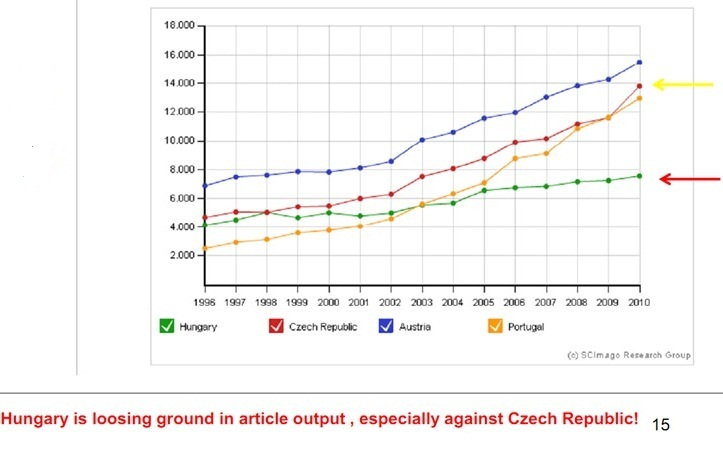 18.000
16.000
14.000
12.000
10.000
8.000
6.000
4.000
2.000
1996 1997 1998 1999 2000 2001 2002 2003 2004 2005 2006 2007 2008 2009 2010
Hungary Czech Republic Austria Portugal
(c) SCImago Research Group
Hungary is loosing ground in article output , especially against Czech Republic! 15